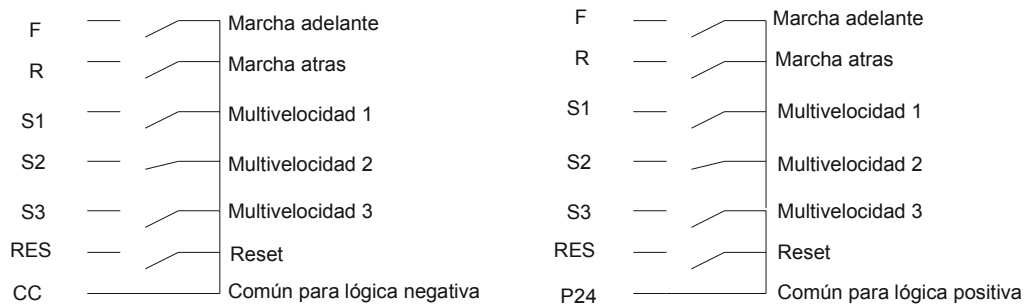 F Marcha adelante
R Marcha atras
S1 Multivelocidad 1
S2 Multivelocidad 2
S3 Multivelocidad 3
RES Reset
CC Común para lógica negativa
F Marcha adelante
R Marcha atras
S1 Multivelocidad 1
S2 Multivelocidad 2
S3 Multivelocidad 3
RES Reset
P24 Común para lógica positiva